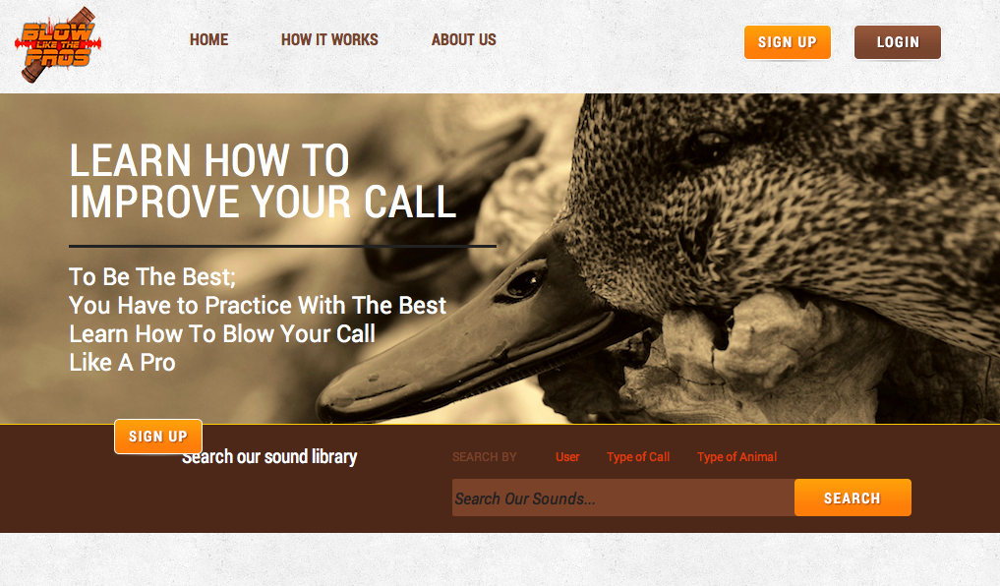 BLOW
LIKE THE
PROS
HOME
HOW IT WORKS
ABOUT US
SIGN UP
LOGIN
LEARN HOW TO
IMPROVE YOUR CALL
To Be The Best;
You Have to Practice With The Best
Learn How To Blow Your Call
Like A Pro
SIGN UP
Search our sound library
SEARCH BY
User
Type of Call
Type of Animal
Search Our Sounds...
SEARCH